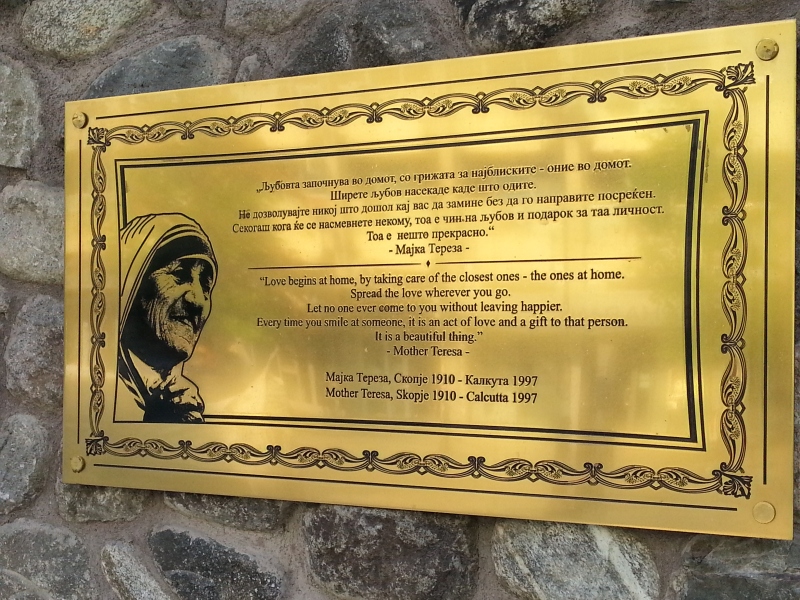 „Љубовта започнува во домот, со грижата за најблиските - оние во домот.
Ширете љубов насекаде каде што одите.
Не дозволувајте никој што дошол кај вас да замине без да го направите посреќен.
Секогаш кога ќе се насмевнете некому, тоа е чин на љубов и подарок за таа личност.
Тоа е нешто прекрасно.“
- Мајка Тереза -
“Love begins at home, by taking care of the closest ones - the ones at home.
Spread the love wherever you go.
Let no one ever come to you without leaving happier.
Every time you smile at someone, it is an act of love and a gift to that person.
It is a beautiful thing.”
- Mother Teresa -
Мајка Тереза, Скопје 1910 - Калкута 1997
Mother Teresa, Skopje 1910 - Calcutta 1997